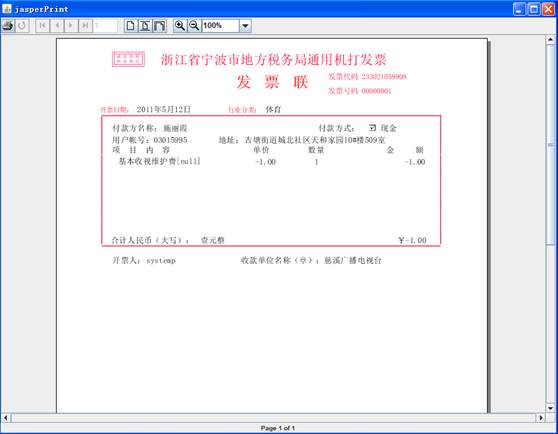 jasperPrint
1
100%
浙江省宁波市地方税务局通用机打发票
发 票 联
发票代码 233021058908
发票号码 00000001
开票日期: 2011年5月12日 行业分类: 体育
付款方名称: 施丽霞 付款方式: 现金
用户帐号: 03015995 地址: 古塘街道城北社区天和家园10#楼509室
项 目 内 容 单价 数量 金 额
基本收视维护费[null] -1.00 1 -1.00
合计人民币(大写): 壹元整 ¥-1.00
开票人: systemp 收款单位名称(章): 慈溪广播电视台
Page 1 of 1